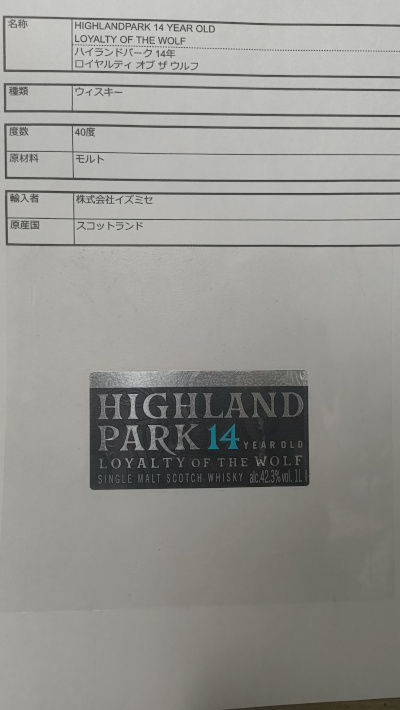 名称
HIGHLANDPARK 14 YEAR OLD
LOYALTY OF THE WOLF
ハイランドパーク 14年
ロイヤルティ オブ ザ ウルフ
種類
ウィスキー
度数
40度
原材料
モルト
輸入者
株式会社イズミセ
原産国
スコットランド
HIGHLAND
PARK 14 YEAR OLD
LOYALTY OF THE WOLF
SINGLE MALT SCOTCH WHISKY alc.42.3%vol. 1L